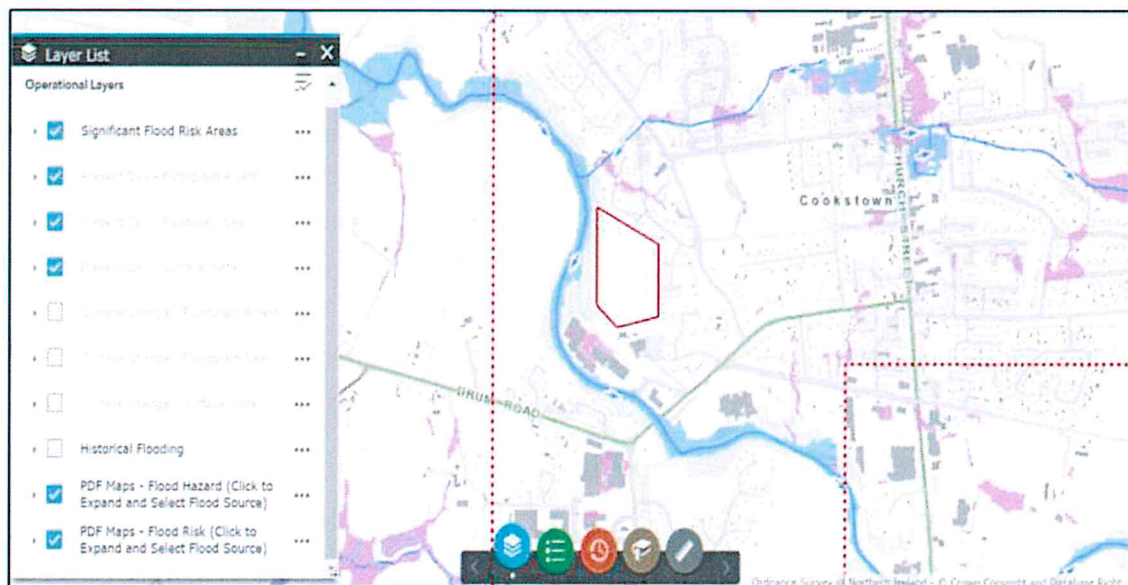 Layer List
Operational Layers
Significant Flood Risk Areas
Historical Flooding
PDF Maps - Flood Hazard (Click to
Expand and Select Flood Source)
PDF Maps - Flood Risk (Click to
Expand and Select Flood Source)
Cookstown
CHURCH STREET
DRUM ROAD
Ordnance Survey of Northern Ireland - © Crown Copyright and Database Right